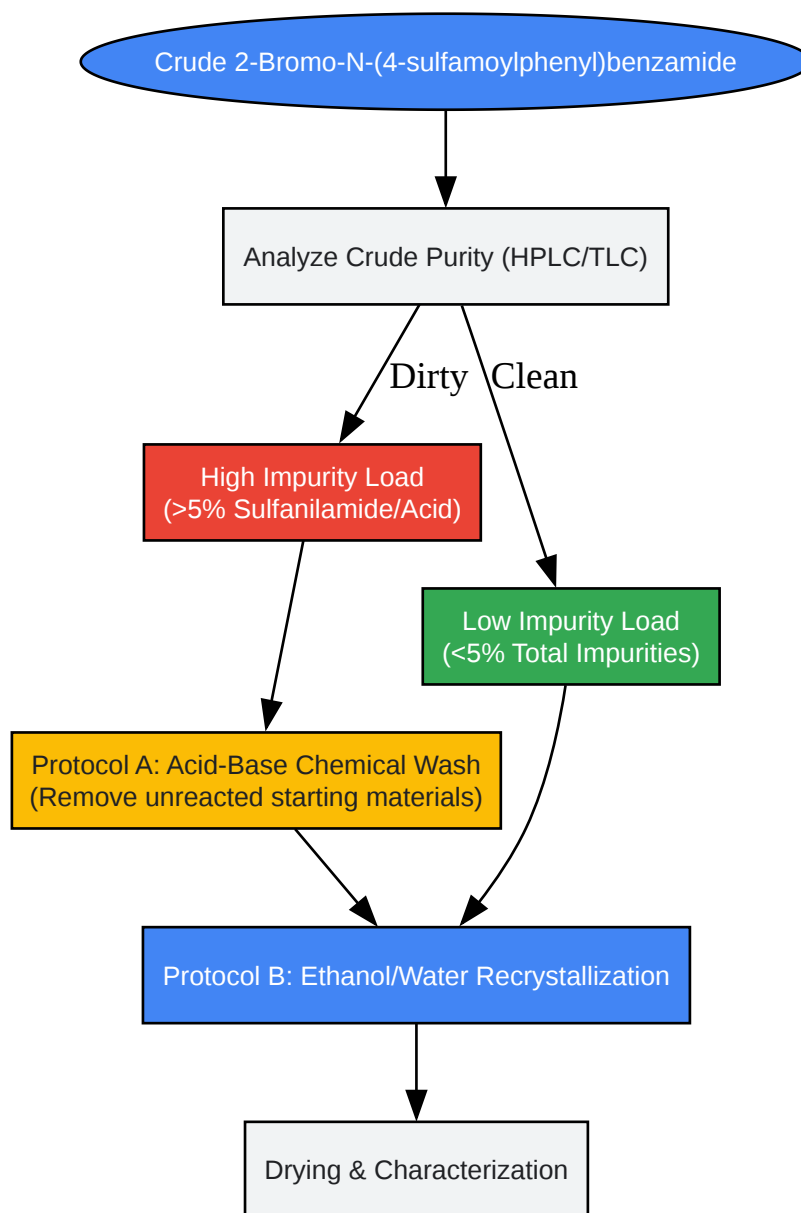 Crude 2-Bromo-N-(4-sulfamoylphenyl)benzamide
Analyze Crude Purity (HPLC/TLC)
Dirty
Clean
High Impurity Load
(>5% Sulfanilamide/Acid)
Low Impurity Load
(<5% Total Impurities)
Protocol A: Acid-Base Chemical Wash
(Remove unreacted starting materials)
Protocol B: Ethanol/Water Recrystallization
Drying & Characterization